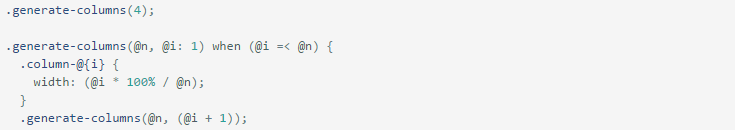 .generate-columns(4);
.generate-columns(@n, @i: 1) when (@i =< @n) {
.column-@{i} {
width: (@i * 100% / @n);
}
.generate-columns(@n, (@i + 1));